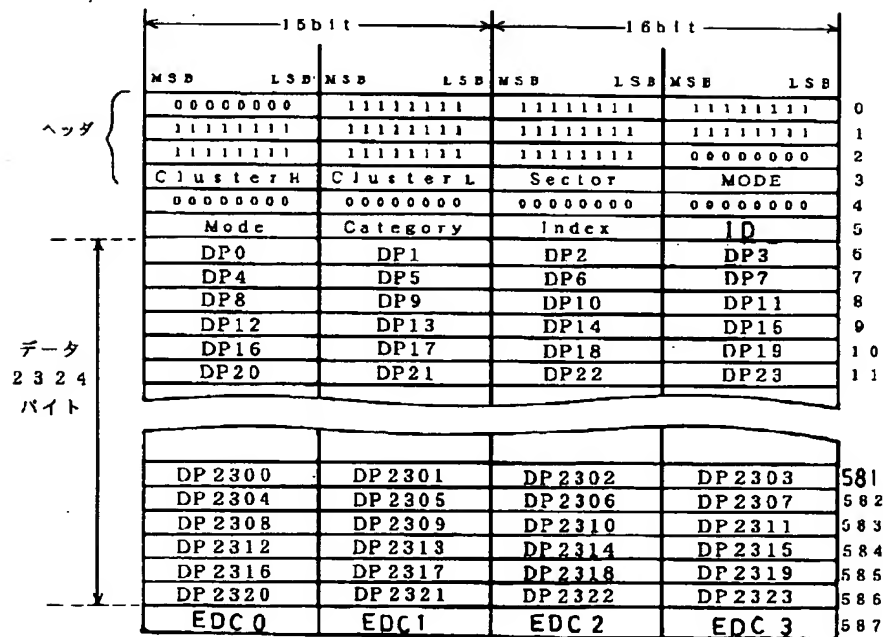 15bit 16bit
MSB LSB MSB LSB MSB LSB MSB LSB
00000000 11111111 11111111 11111111 0
ヘッダ 11111111 11111111 11111111 11111111 1
11111111 11111111 11111111 00000000 2
ClusterH ClusterL Sector MODE 3
00000000 00000000 00000000 00000000 4
Mode Category Index ID 5
DP0 DP1 DP2 DP3 6
DP4 DP5 DP6 DP7 7
DP8 DP9 DP10 DP11 8
DP12 DP13 DP14 DP15 9
データ DP16 DP17 DP18 DP19 10
2324 DP20 DP21 DP22 DP23 11
バイト
DP2300 DP2301 DP2302 DP2303 581
DP2304 DP2305 DP2306 DP2307 582
DP2308 DP2309 DP2310 DP2311 583
DP2312 DP2313 DP2314 DP2315 584
DP2316 DP2317 DP2318 DP2319 585
DP2320 DP2321 DP2322 DP2323 586
EDC0 EDC1 EDC2 EDC3 587